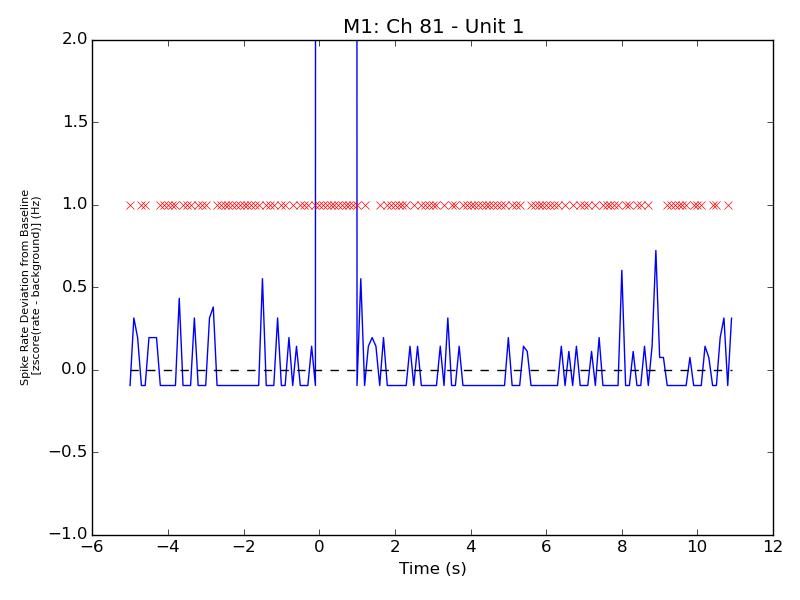 M1: Ch 81 - Unit 1
2.0
1.5
1.0
0.5
0.0
−0.5
−1.0
Spike Rate Deviation from Baseline
[zscore(rate - background)] (Hz)
−6 −4 −2 0 2 4 6 8 10 12
Time (s)